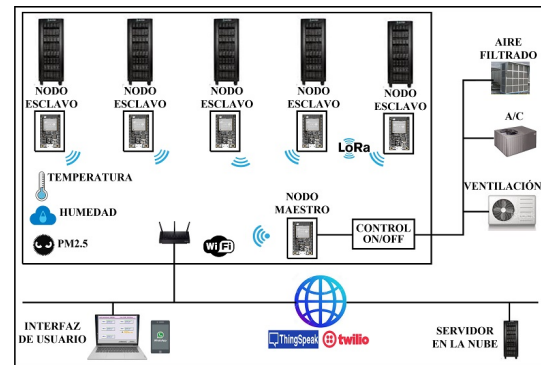 NODO
ESCLAVO
NODO
ESCLAVO
NODO
ESCLAVO
NODO
ESCLAVO
NODO
ESCLAVO
LoRa
AIRE
FILTRADO
A/C
VENTILACIÓN
TEMPERATURA
HUMEDAD
PM2.5
WiFi
NODO
MAESTRO
CONTROL
ON/OFF
INTERFAZ
DE USUARIO
ThingSpeak
twilio
SERVIDOR
EN LA NUBE